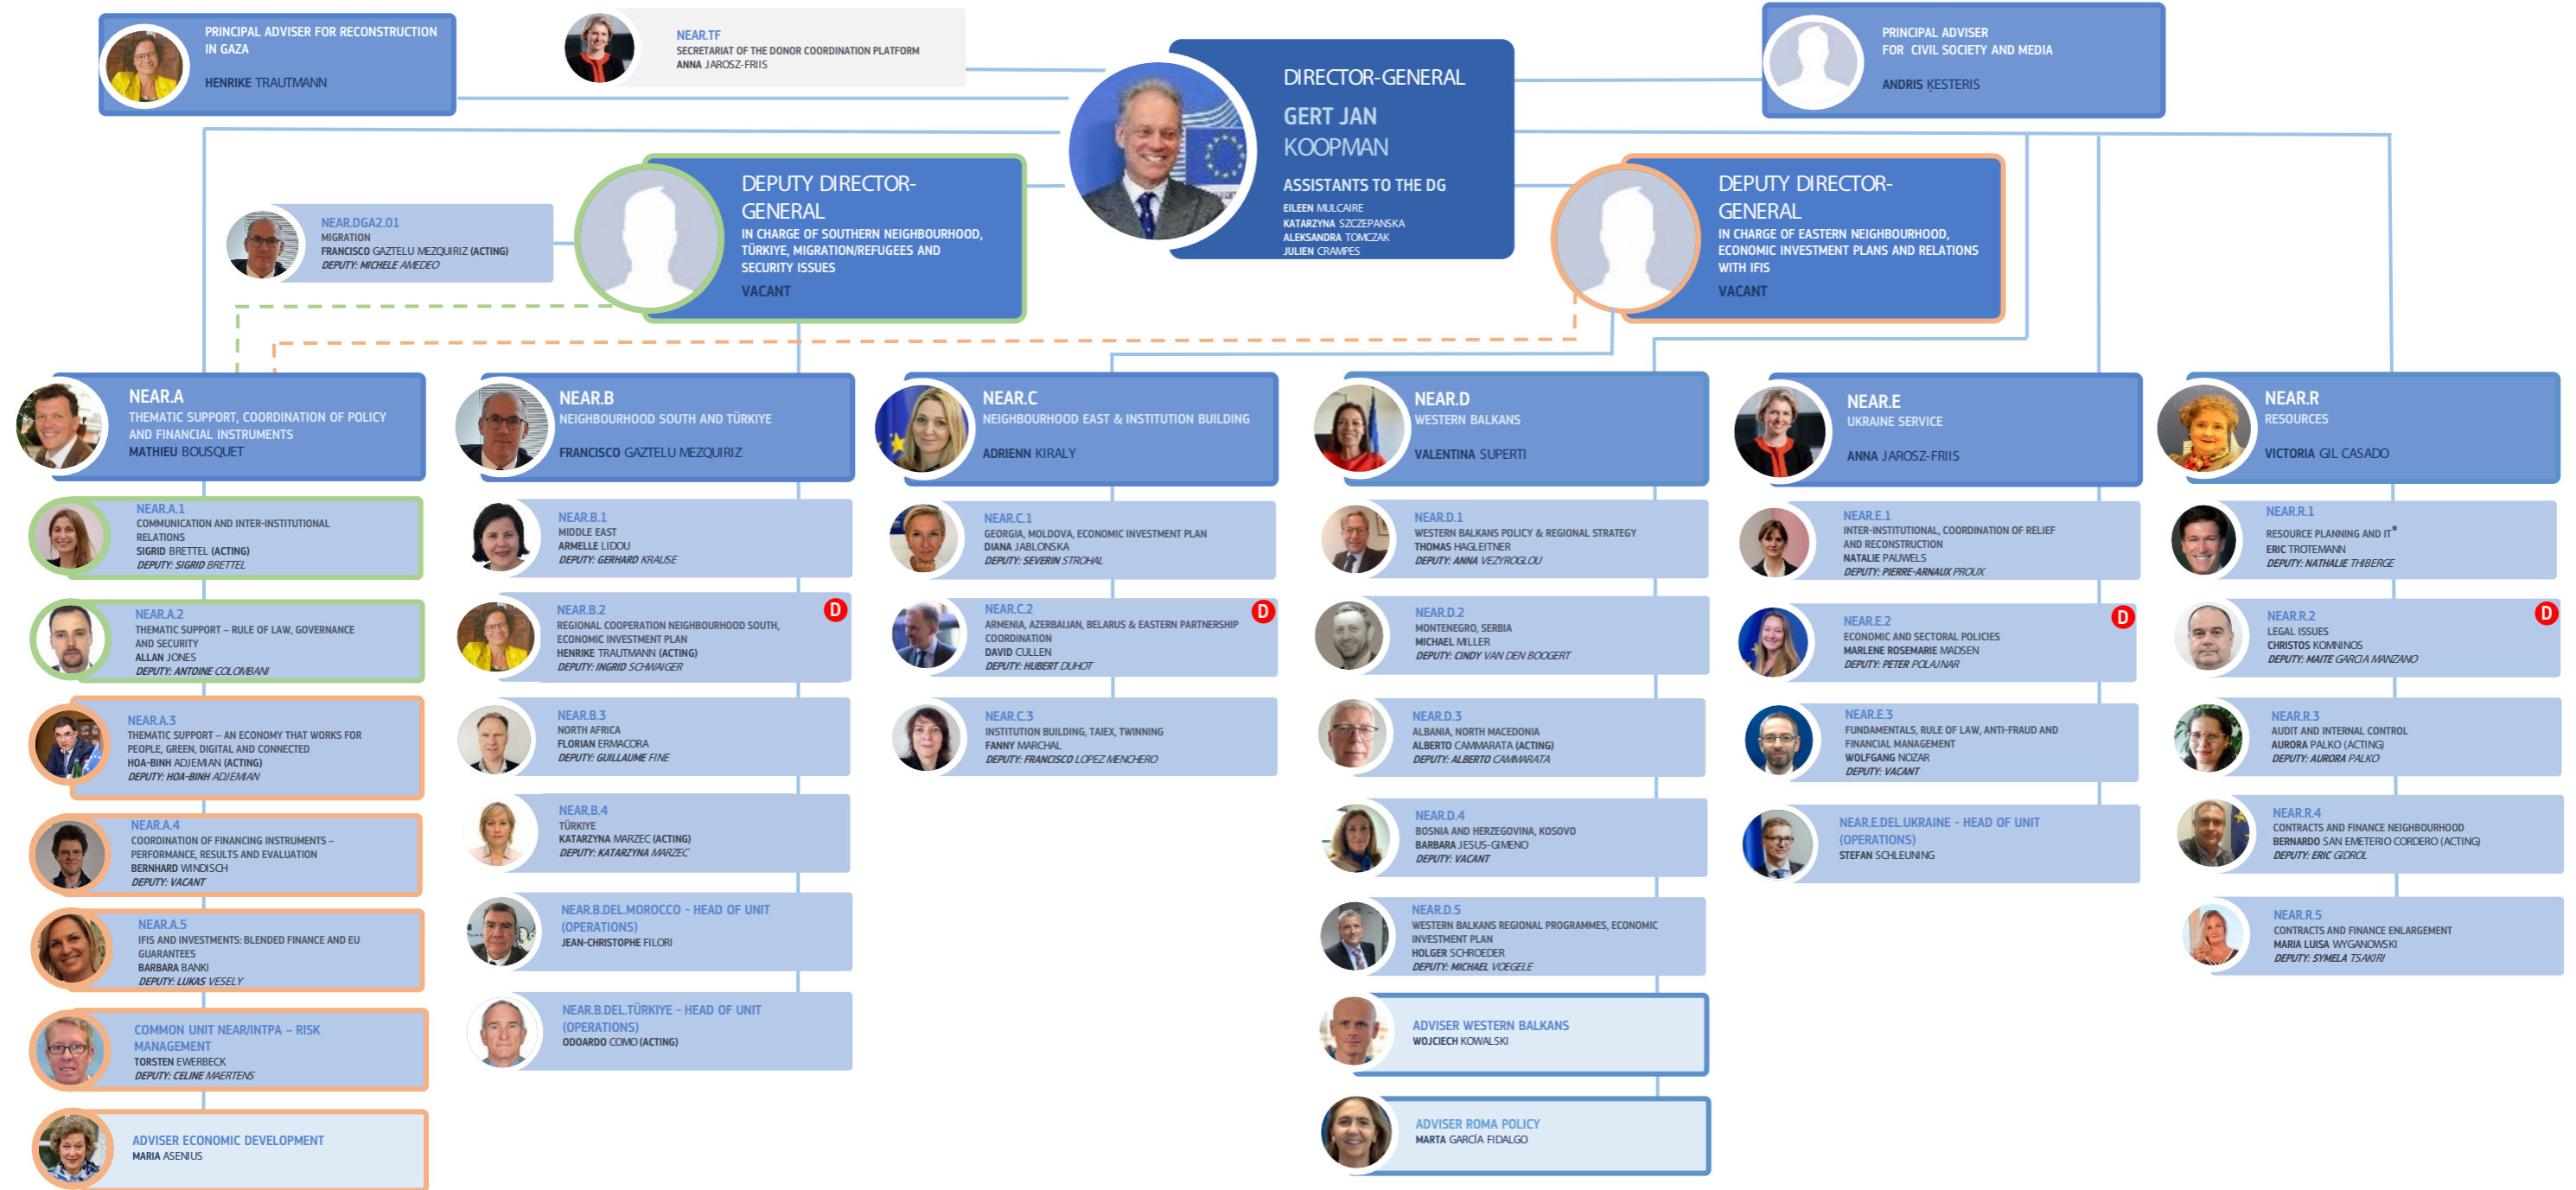 PRINCIPAL ADVISER FOR RECONSTRUCTION
IN GAZA
HENRIKE TRAUTMANN
NEAR.TF
SECRETARIAT OF THE DONOR COORDINATION PLATFORM
ANNA JAROSZ-FRIIS
DIRECTOR-GENERAL
GERT JAN
KOOPMAN
ASSISTANTS TO THE DG
EILEEN MULCAIRE
KATARZYNA SZCZEPANSKA
ALEKSANDRA TOMCZAK
JULIEN CRAMPES
PRINCIPAL ADVISER
FOR CIVIL SOCIETY AND MEDIA
ANDRIS ĶESTERIS
NEAR.DGA2.01
MIGRATION
FRANCISCO GAZTELU MEZQUIRIZ (ACTING)
DEPUTY: MICHELE AMEDEO
DEPUTY DIRECTOR-
GENERAL
IN CHARGE OF SOUTHERN NEIGHBOURHOOD,
TÜRKIYE, MIGRATION/REFUGEES AND
SECURITY ISSUES
VACANT
DEPUTY DIRECTOR-
GENERAL
IN CHARGE OF EASTERN NEIGHBOURHOOD,
ECONOMIC INVESTMENT PLANS AND RELATIONS
WITH IFIS
VACANT
NEAR.A
THEMATIC SUPPORT, COORDINATION OF POLICY
AND FINANCIAL INSTRUMENTS
MATHIEU BOUSQUET
NEAR.A.1
COMMUNICATION AND INTER-INSTITUTIONAL
RELATIONS
SIGRID BRETTEL (ACTING)
DEPUTY: SIGRID BRETTEL
NEAR.A.2
THEMATIC SUPPORT – RULE OF LAW, GOVERNANCE
AND SECURITY
ALLAN JONES
DEPUTY: ANTOINE COLOMBANI
NEAR.A.3
THEMATIC SUPPORT – AN ECONOMY THAT WORKS FOR
PEOPLE, GREEN, DIGITAL AND CONNECTED
HOA-BINH ADJEMIAN (ACTING)
DEPUTY: HOA-BINH ADJEMIAN
NEAR.A.4
COORDINATION OF FINANCING INSTRUMENTS –
PERFORMANCE, RESULTS AND EVALUATION
BERNHARD WINDISCH
DEPUTY: VACANT
NEAR.A.5
IFIS AND INVESTMENTS: BLENDED FINANCE AND EU
GUARANTEES
BARBARA BANKI
DEPUTY: LUKAS VESELY
COMMON UNIT NEAR/INTPA – RISK
MANAGEMENT
TORSTEN EWERBECK
DEPUTY: CELINE MAERTENS
ADVISER ECONOMIC DEVELOPMENT
MARIA ASENIUS
NEAR.B
NEIGHBOURHOOD SOUTH AND TÜRKIYE
FRANCISCO GAZTELU MEZQUIRIZ
NEAR.B.1
MIDDLE EAST
ARMELLE LIDOU
DEPUTY: GERHARD KRAUSE
NEAR.B.2
REGIONAL COOPERATION NEIGHBOURHOOD SOUTH,
ECONOMIC INVESTMENT PLAN
HENRIKE TRAUTMANN (ACTING)
DEPUTY: INGRID SCHWAIGER
D
NEAR.B.3
NORTH AFRICA
FLORIAN ERMACORA
DEPUTY: GUILLAUME FINE
NEAR.B.4
TÜRKIYE
KATARZYNA MARZEC (ACTING)
DEPUTY: KATARZYNA MARZEC
NEAR.B.DEL.MOROCCO - HEAD OF UNIT
(OPERATIONS)
JEAN-CHRISTOPHE FILORI
NEAR.B.DEL.TÜRKIYE - HEAD OF UNIT
(OPERATIONS)
ODOARDO COMO (ACTING)
NEAR.C
NEIGHBOURHOOD EAST & INSTITUTION BUILDING
ADRIENN KIRALY
NEAR.C.1
GEORGIA, MOLDOVA, ECONOMIC INVESTMENT PLAN
DIANA JABLONSKA
DEPUTY: SEVERIN STROHAL
NEAR.C.2
ARMENIA, AZERBAIJAN, BELARUS & EASTERN PARTNERSHIP
COORDINATION
DAVID CULLEN
DEPUTY: HUBERT DUHOT
D
NEAR.C.3
INSTITUTION BUILDING, TAIEX, TWINNING
FANNY MARCHAL
DEPUTY: FRANCISCO LOPEZ MENCHERO
NEAR.D
WESTERN BALKANS
VALENTINA SUPERTI
NEAR.D.1
WESTERN BALKANS POLICY & REGIONAL STRATEGY
THOMAS HAGLEITNER
DEPUTY: ANNA VEZYROGLOU
NEAR.D.2
MONTENEGRO, SERBIA
MICHAEL MILLER
DEPUTY: CINDY VAN DEN BOOGERT
NEAR.D.3
ALBANIA, NORTH MACEDONIA
ALBERTO CAMMARATA (ACTING)
DEPUTY: ALBERTO CAMMARATA
NEAR.D.4
BOSNIA AND HERZEGOVINA, KOSOVO
BARBARA JESUS-GIMENO
DEPUTY: VACANT
NEAR.D.5
WESTERN BALKANS REGIONAL PROGRAMMES, ECONOMIC
INVESTMENT PLAN
HOLGER SCHROEDER
DEPUTY: MICHAEL VOEGELE
ADVISER WESTERN BALKANS
WOJCIECH KOWALSKI
ADVISER ROMA POLICY
MARTA GARCÍA FIDALGO
NEAR.E
UKRAINE SERVICE
ANNA JAROSZ-FRIIS
NEAR.E.1
INTER-INSTITUTIONAL, COORDINATION OF RELIEF
AND RECONSTRUCTION
NATALIE PAUWELS
DEPUTY: PIERRE-ARNAUX PROUX
NEAR.E.2
ECONOMIC AND SECTORAL POLICIES
MARLENE ROSEMARIE MADSEN
DEPUTY: PETER POLAJNAR
D
NEAR.E.3
FUNDAMENTALS, RULE OF LAW, ANTI-FRAUD AND
FINANCIAL MANAGEMENT
WOLFGANG NOZAR
DEPUTY: VACANT
NEAR.E.DEL.UKRAINE - HEAD OF UNIT
(OPERATIONS)
STEFAN SCHLEUNING
NEAR.R
RESOURCES
VICTORIA GIL CASADO
NEAR.R.1
RESOURCE PLANNING AND IT*
ERIC TROTEMANN
DEPUTY: NATHALIE THIBERGE
NEAR.R.2
LEGAL ISSUES
CHRISTOS KOMNINOS
DEPUTY: MAITE GARCIA MANZANO
D
NEAR.R.3
AUDIT AND INTERNAL CONTROL
AURORA PALKO (ACTING)
DEPUTY: AURORA PALKO
NEAR.R.4
CONTRACTS AND FINANCE NEIGHBOURHOOD
BERNARDO SAN EMETERIO CORDERO (ACTING)
DEPUTY: ERIC GIDROL
NEAR.R.5
CONTRACTS AND FINANCE ENLARGEMENT
MARIA LUISA WYGANOWSKI
DEPUTY: SYMELA TSAKIRI